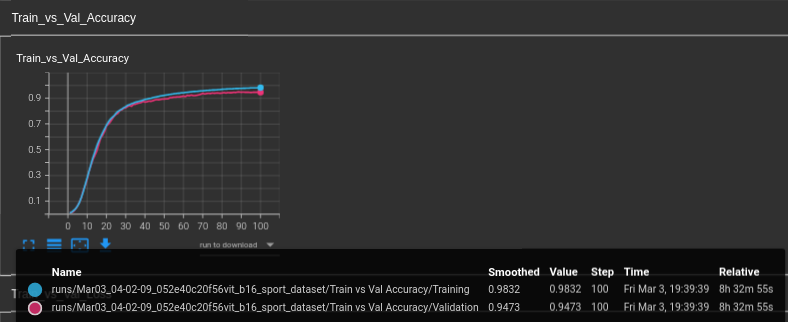 Train_vs_Val_Accuracy
Train_vs_Val_Accuracy
0.9
0.7
0.5
0.3
0.1
0 10 20 30 40 50 60 70 80 90 100
run to download
Name Smoothed Value Step Time Relative
runs/Mar03_04-02-09_052e40c20f56vit_b16_sport_dataset/Train vs Val Accuracy/Training 0.9832 0.9832 100 Fri Mar 3, 19:39:39 8h 32m 55s
runs/Mar03_04-02-09_052e40c20f56vit_b16_sport_dataset/Train vs Val Accuracy/Validation 0.9473 0.9473 100 Fri Mar 3, 19:39:39 8h 32m 55s